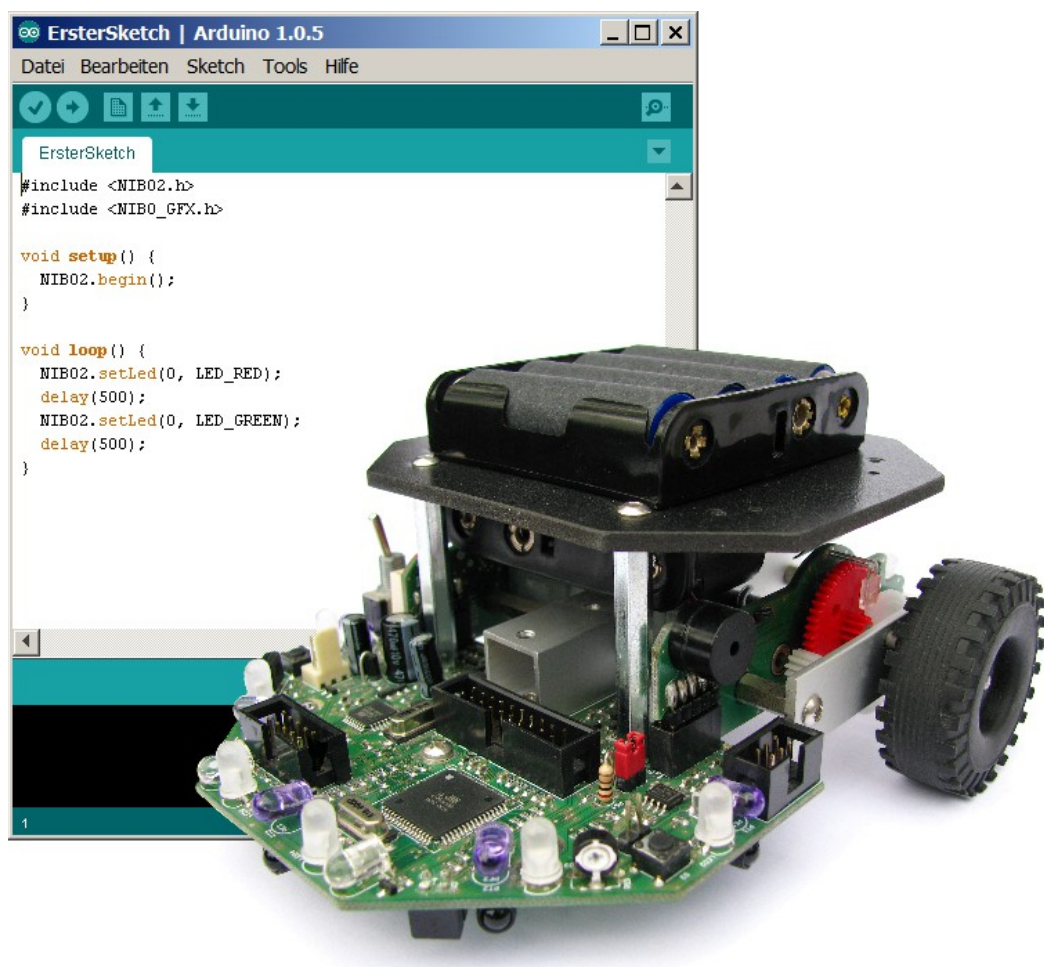 ErsterSketch | Arduino 1.0.5
Datei Bearbeiten Sketch Tools Hilfe
ErsterSketch
#include <NIBO2.h>
#include <NIBO_GFX.h>
void setup() {
NIBO2.begin();
}
void loop() {
NIBO2.setLed(0, LED_RED);
delay(500);
NIBO2.setLed(0, LED_GREEN);
delay(500);
}
1